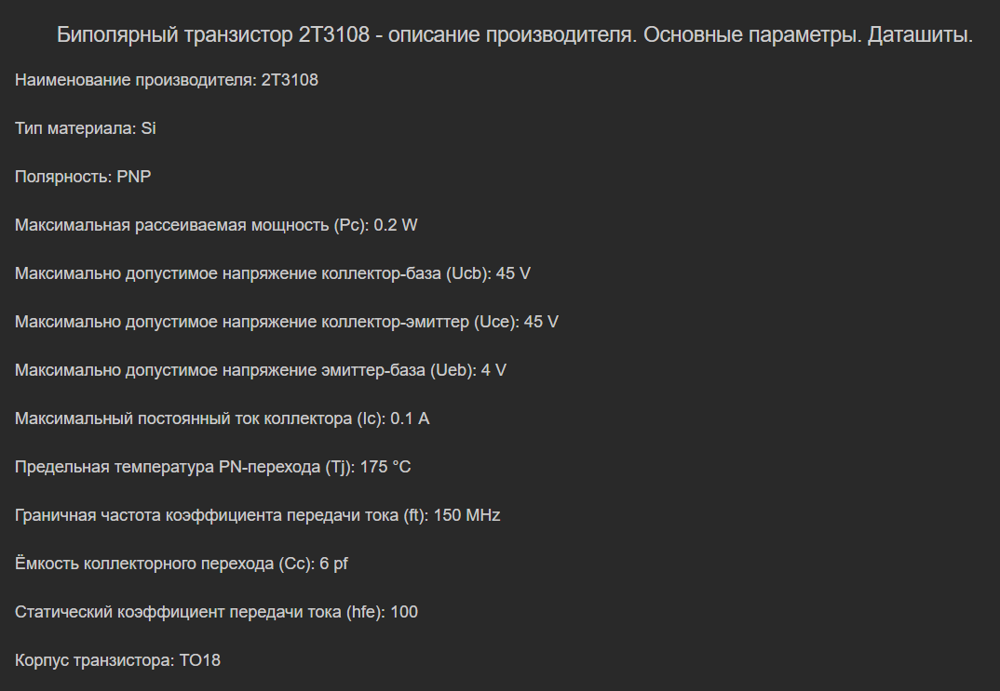 Биполярный транзистор 2T3108 - описание производителя. Основные параметры. Даташиты.
Наименование производителя: 2T3108
Тип материала: Si
Полярность: PNP
Максимальная рассеиваемая мощность (Pc): 0.2 W
Максимально допустимое напряжение коллектор-база (Ucb): 45 V
Максимально допустимое напряжение коллектор-эмиттер (Uce): 45 V
Максимально допустимое напряжение эмиттер-база (Ueb): 4 V
Максимальный постоянный ток коллектора (Ic): 0.1 A
Предельная температура PN-перехода (Tj): 175 °C
Граничная частота коэффициента передачи тока (ft): 150 MHz
Ёмкость коллекторного перехода (Cc): 6 pf
Статический коэффициент передачи тока (hfe): 100
Корпус транзистора: TO18